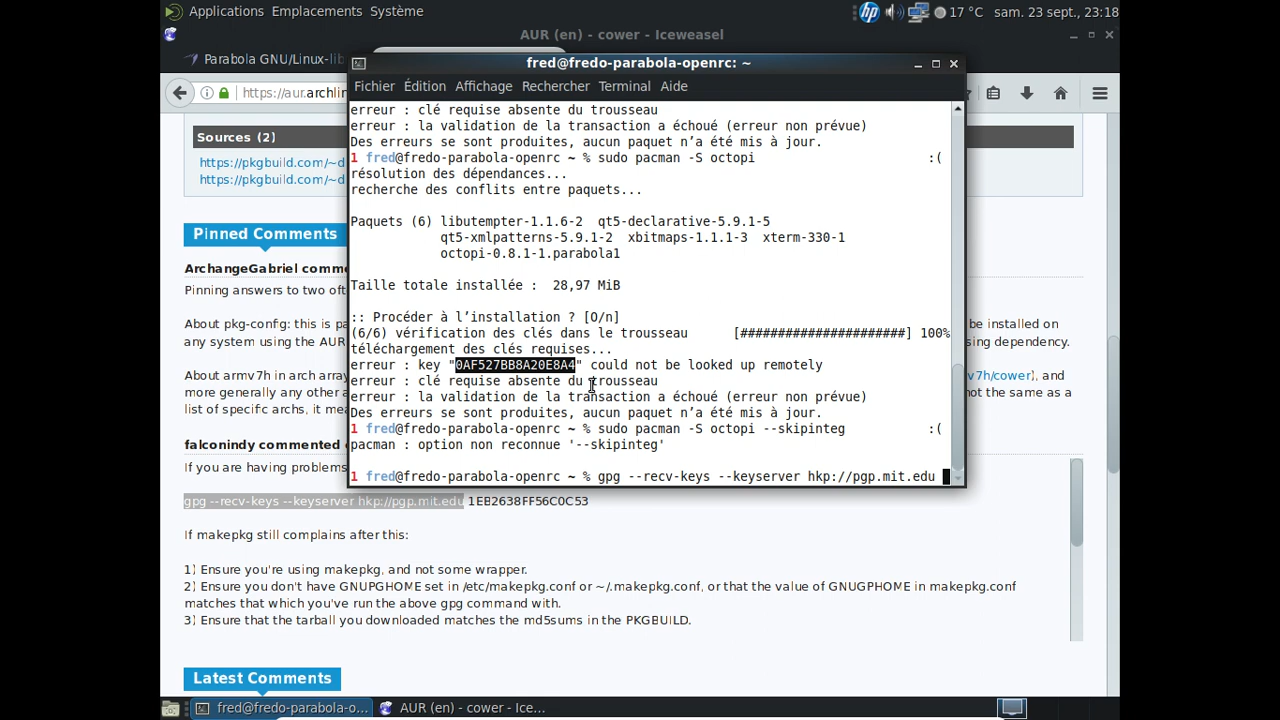 Applications Emplacements Système
17 °C sam. 23 sept., 23:18
AUR (en) - cower - Iceweasel
Parabola GNU/Linux-lib
fred@fredo-parabola-openrc: ~
Fichier Édition Affichage Rechercher Terminal Aide
https://aur.archlin
erreur : clé requise absente du trousseau
erreur : la validation de la transaction a échoué (erreur non prévue)
Des erreurs se sont produites, aucun paquet n’a été mis à jour.
1 fred@fredo-parabola-openrc ~ % sudo pacman -S octopi :(
résolution des dépendances...
recherche des conflits entre paquets...
Paquets (6) libutempter-1.1.6-2 qt5-declarative-5.9.1-5
qt5-xmlpatterns-5.9.1-2 xbitmaps-1.1.1-3 xterm-330-1
octopi-0.8.1-1.parabola1
Taille totale installée : 28,97 MiB
:: Procéder à l’installation ? [O/n]
(6/6) vérification des clés dans le trousseau [######################] 100%
téléchargement des clés requises...
erreur : key "0AF527BB8A20E8A4" could not be looked up remotely
erreur : clé requise absente du trousseau
erreur : la validation de la transaction a échoué (erreur non prévue)
Des erreurs se sont produites, aucun paquet n’a été mis à jour.
1 fred@fredo-parabola-openrc ~ % sudo pacman -S octopi --skipinteg :(
pacman : option non reconnue '--skipinteg'
1 fred@fredo-parabola-openrc ~ % gpg --recv-keys --keyserver hkp://pgp.mit.edu
Sources (2)
https://pkgbuild.com/~d
https://pkgbuild.com/~d
Pinned Comments
ArchangeGabriel comme
Pinning answers to two oft
About pkg-config: this is pa be installed on
any system using the AUR sing dependency.
About armv7h in arch array v7h/cower), and
more generally any other a not the same as a
list of specific archs, it mea
falconindy commented o
If you are having problems
gpg --recv-keys --keyserver hkp://pgp.mit.edu 1EB2638FF56C0C53
If makepkg still complains after this:
1) Ensure you're using makepkg, and not some wrapper.
2) Ensure you don't have GNUPGHOME set in /etc/makepkg.conf or ~/.makepkg.conf, or that the value of GNUGPHOME in makepkg.conf
matches that which you've run the above gpg command with.
3) Ensure that the tarball you downloaded matches the md5sums in the PKGBUILD.
Latest Comments
fred@fredo-parabola-o... AUR (en) - cower - Ice...